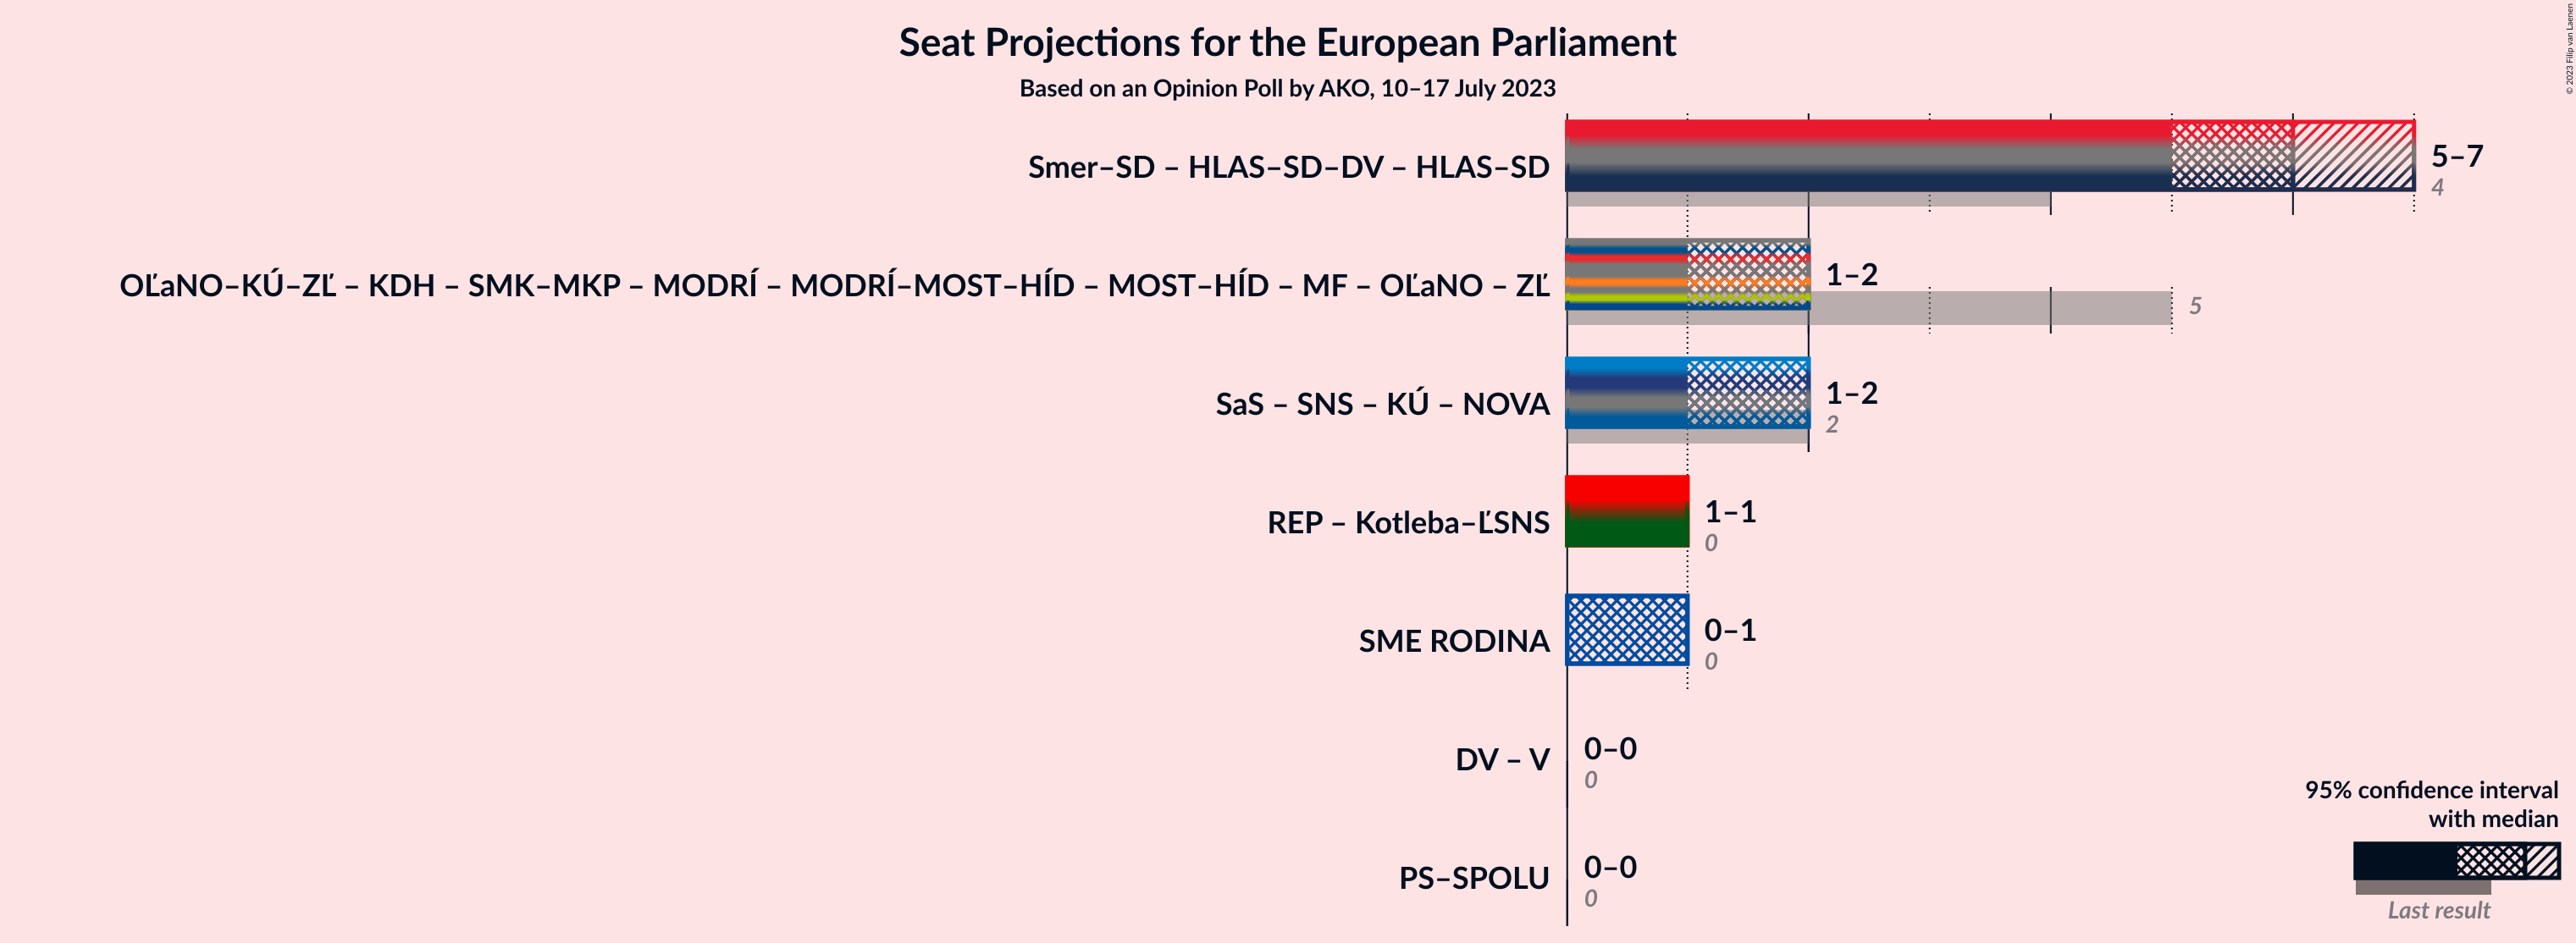 Seat Projections for the European Parliament
Based on an Opinion Poll by AKO, 10–17 July 2023
© 2023 Filip van Laenen
Smer–SD – HLAS–SD–DV – HLAS–SD
5–7
4
OĽaNO–KÚ–ZĽ – KDH – SMK–MKP – MODRÍ – MODRÍ–MOST–HÍD – MOST–HÍD – MF – OĽaNO – ZĽ
1–2
5
SaS – SNS – KÚ – NOVA
1–2
2
REP – Kotleba–ĽSNS
1–1
0
SME RODINA
0–1
0
DV – V
0–0
0
PS–SPOLU
0–0
0
95% confidence interval
with median
Last result